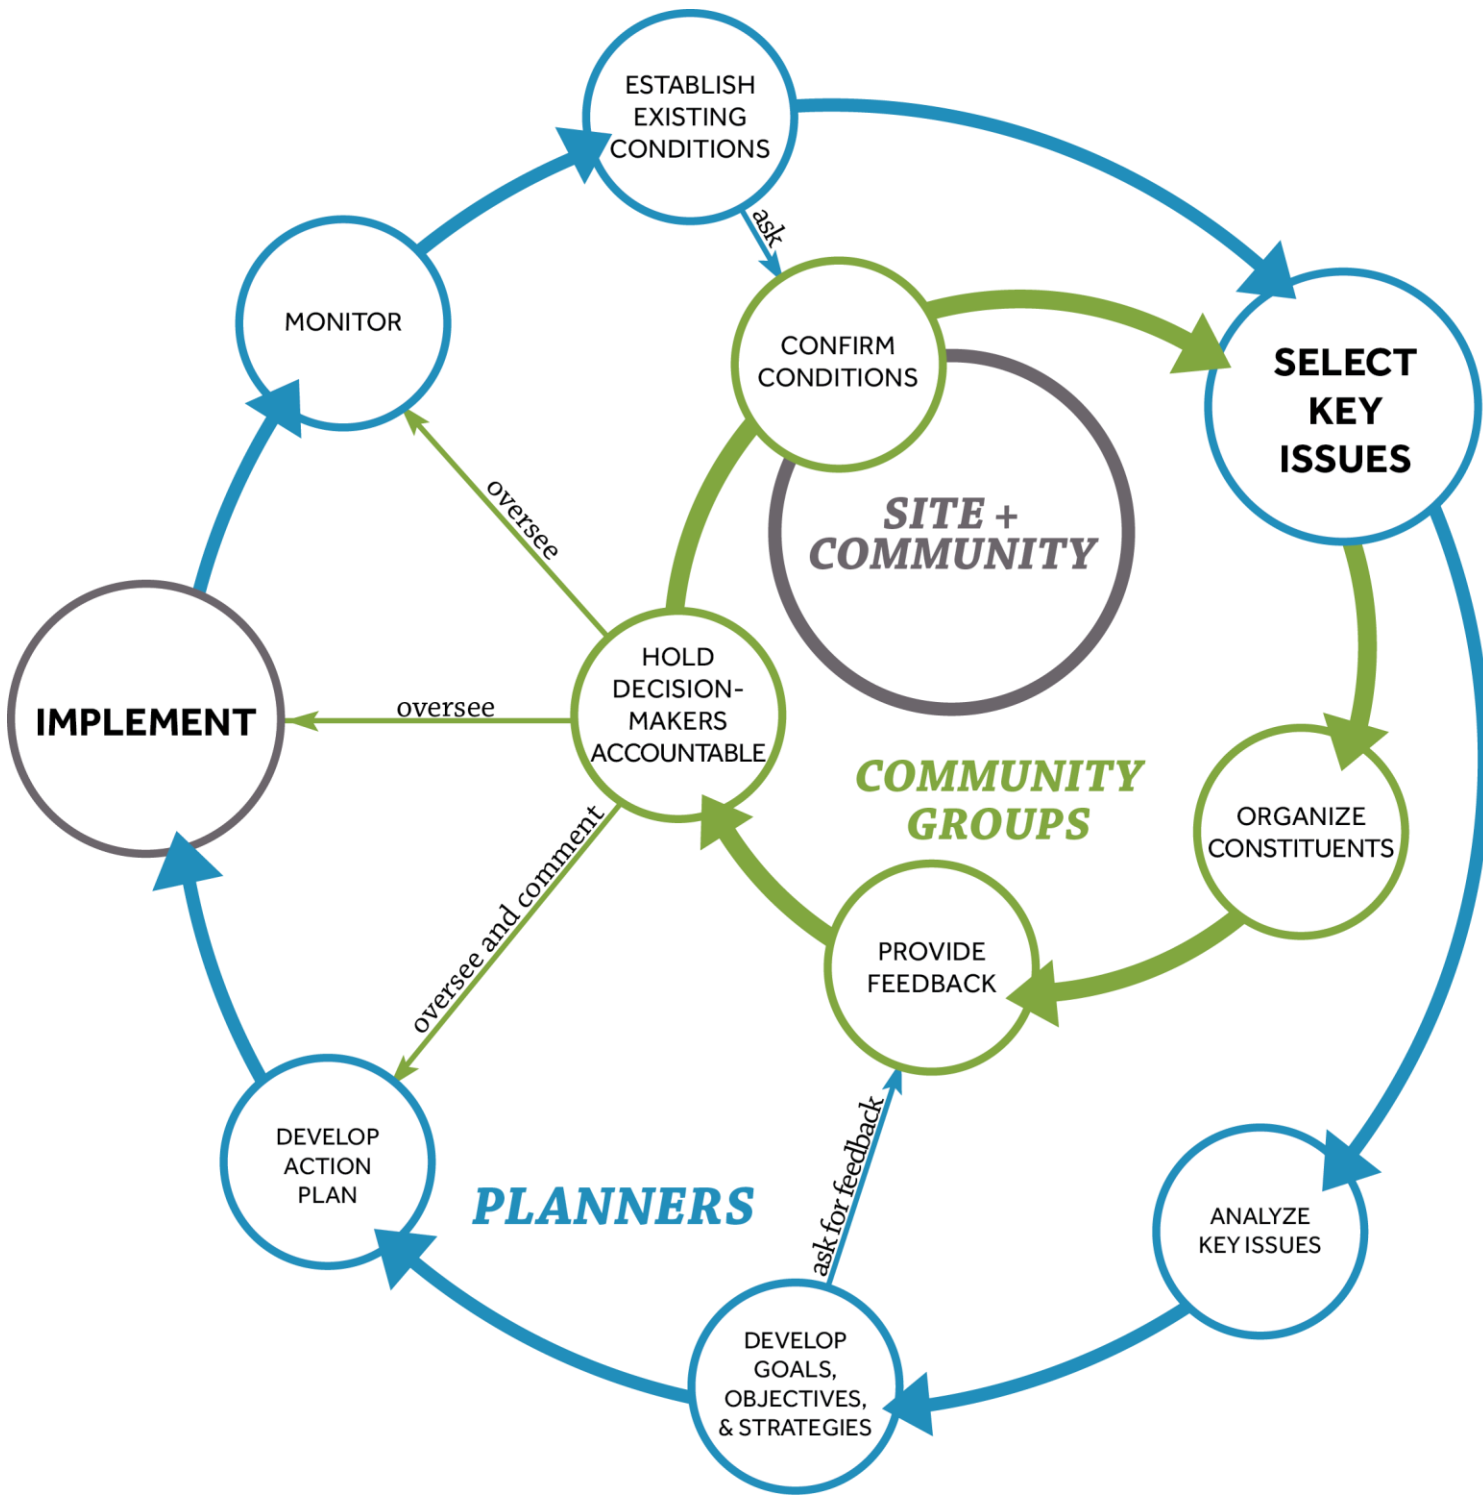 ESTABLISH
EXISTING
CONDITIONS
ask
MONITOR
CONFIRM
CONDITIONS
SELECT
KEY
ISSUES
oversee
SITE +
COMMUNITY
HOLD
DECISION-
MAKERS
ACCOUNTABLE
oversee
IMPLEMENT
COMMUNITY
GROUPS
ORGANIZE
CONSTITUENTS
oversee and comment
PROVIDE
FEEDBACK
DEVELOP
ACTION
PLAN
PLANNERS
ask for feedback
ANALYZE
KEY ISSUES
DEVELOP
GOALS,
OBJECTIVES,
& STRATEGIES